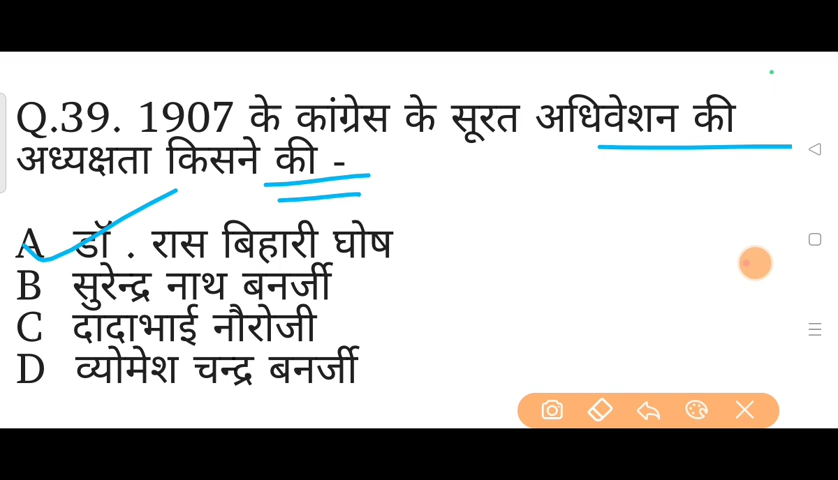 Q.39. 1907 के कांग्रेस के सूरत अधिवेशन की
अध्यक्षता किसने की -
A डॉ . रास बिहारी घोष
B सुरेन्द्र नाथ बनर्जी
C दादाभाई नौरोजी
D व्योमेश चन्द्र बनर्जी